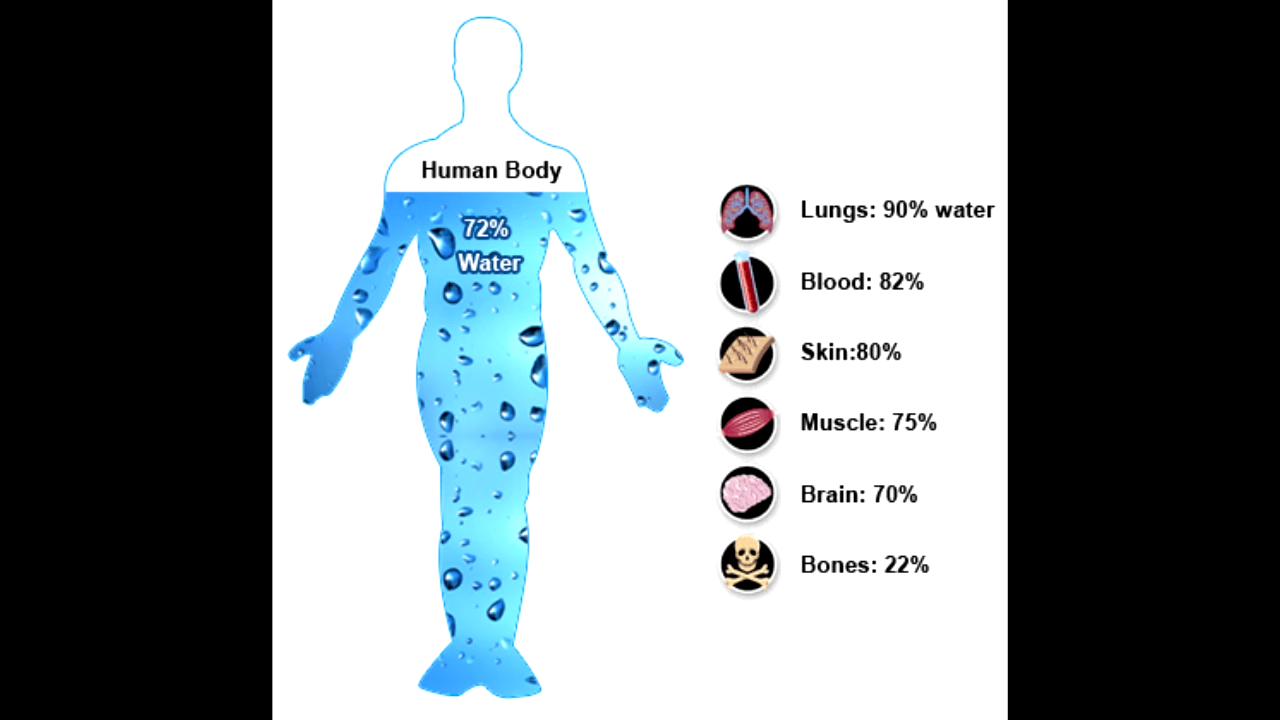 Human Body
72%
Water
Lungs: 90% water
Blood: 82%
Skin:80%
Muscle: 75%
Brain: 70%
Bones: 22%